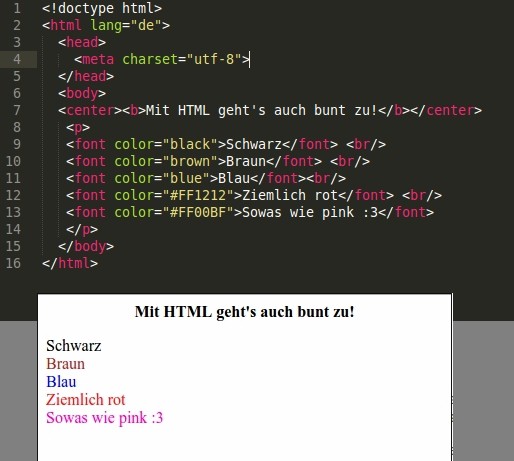 1 <!doctype html>
2 <html lang="de">
3 <head>
4 <meta charset="utf-8">
5 </head>
6 <body>
7 <center><b>Mit HTML geht's auch bunt zu!</b></center>
8 <p>
9 <font color="black">Schwarz</font> <br/>
10 <font color="brown">Braun</font> <br/>
11 <font color="blue">Blau</font><br/>
12 <font color="#FF1212">Ziemlich rot</font> <br/>
13 <font color="#FF00BF">Sowas wie pink :3</font>
14 </p>
15 </body>
16 </html>
Mit HTML geht's auch bunt zu!
Schwarz
Braun
Blau
Ziemlich rot
Sowas wie pink :3